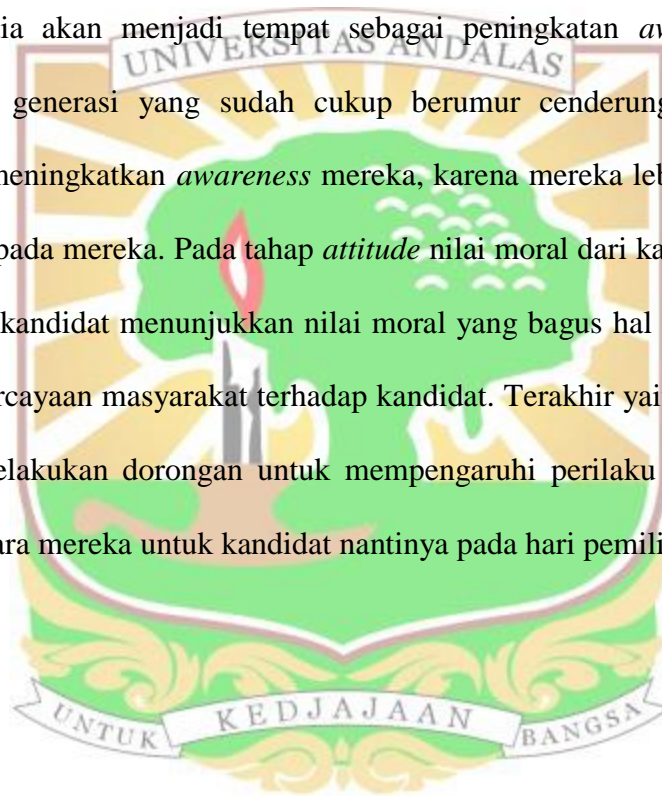 ia akan menjadi tempat sebagai peningkatan aw
UNIVERSITAS ANDALAS
generasi yang sudah cukup berumur cenderung
meningkatkan awareness mereka, karena mereka leb
pada mereka. Pada tahap attitude nilai moral dari ka
kandidat menunjukkan nilai moral yang bagus hal
rcayaan masyarakat terhadap kandidat. Terakhir yai
elakukan dorongan untuk mempengaruhi perilaku
ara mereka untuk kandidat nantinya pada hari pemili
UNTUK KEDJAJAAN BANGSA